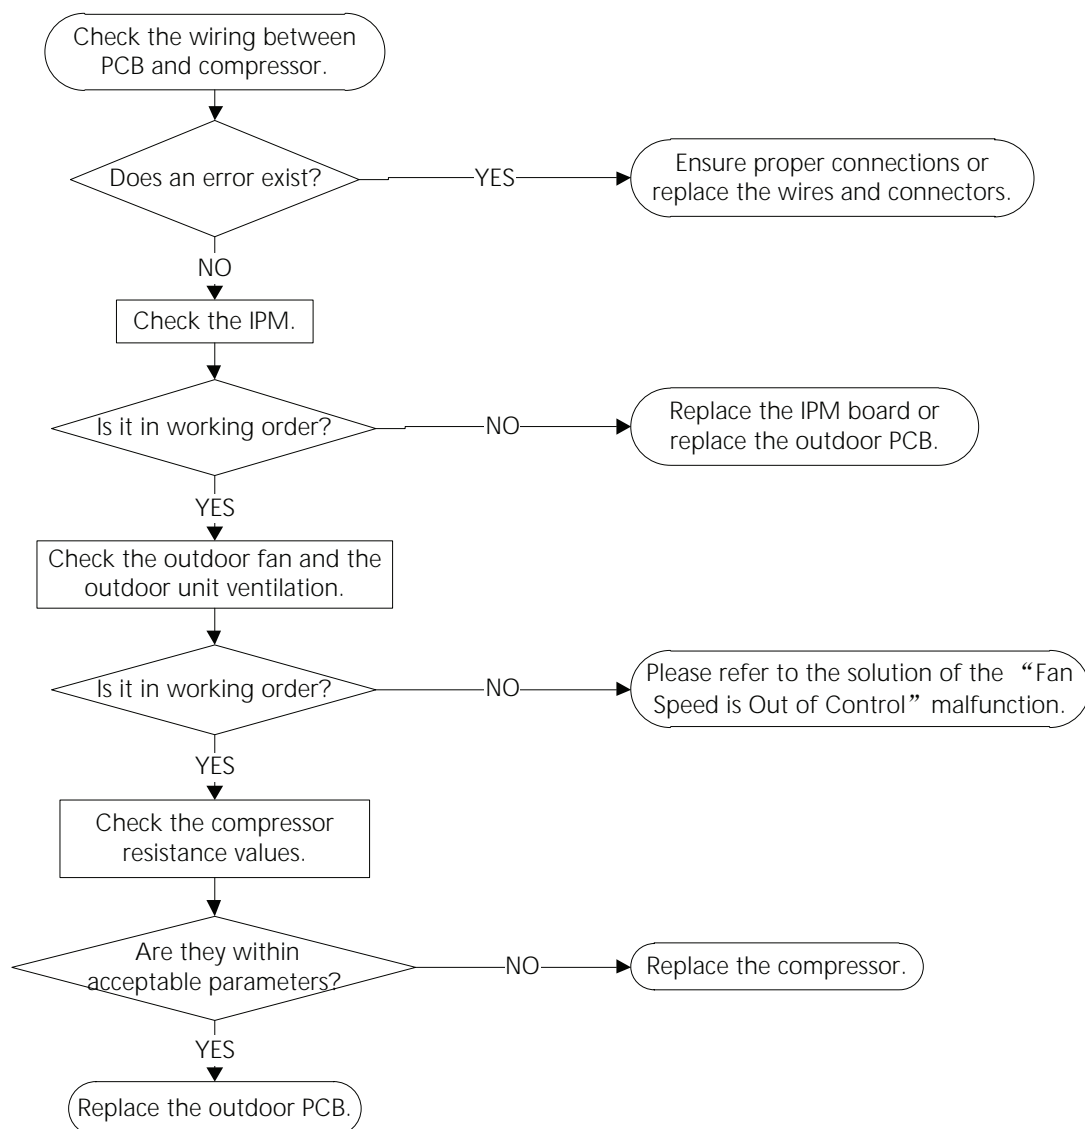 Check the wiring between
PCB and compressor.
Does an error exist?
YES
Ensure proper connections or
replace the wires and connectors.
NO
Check the IPM.
Is it in working order?
NO
Replace the IPM board or
replace the outdoor PCB.
YES
Check the outdoor fan and the
outdoor unit ventilation.
Is it in working order?
NO
Please refer to the solution of the “Fan
Speed is Out of Control” malfunction.
YES
Check the compressor
resistance values.
Are they within
acceptable parameters?
NO
Replace the compressor.
YES
Replace the outdoor PCB.